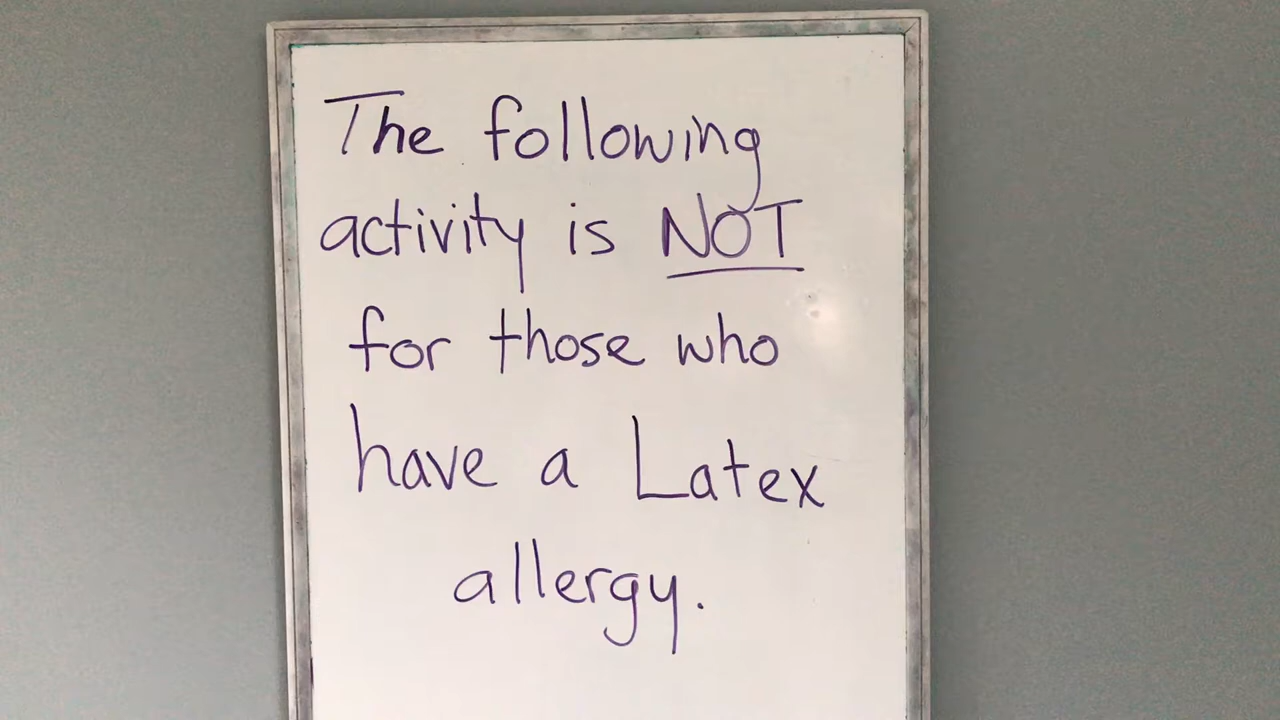 The following
activity is NOT
for those who
have a Latex
allergy.